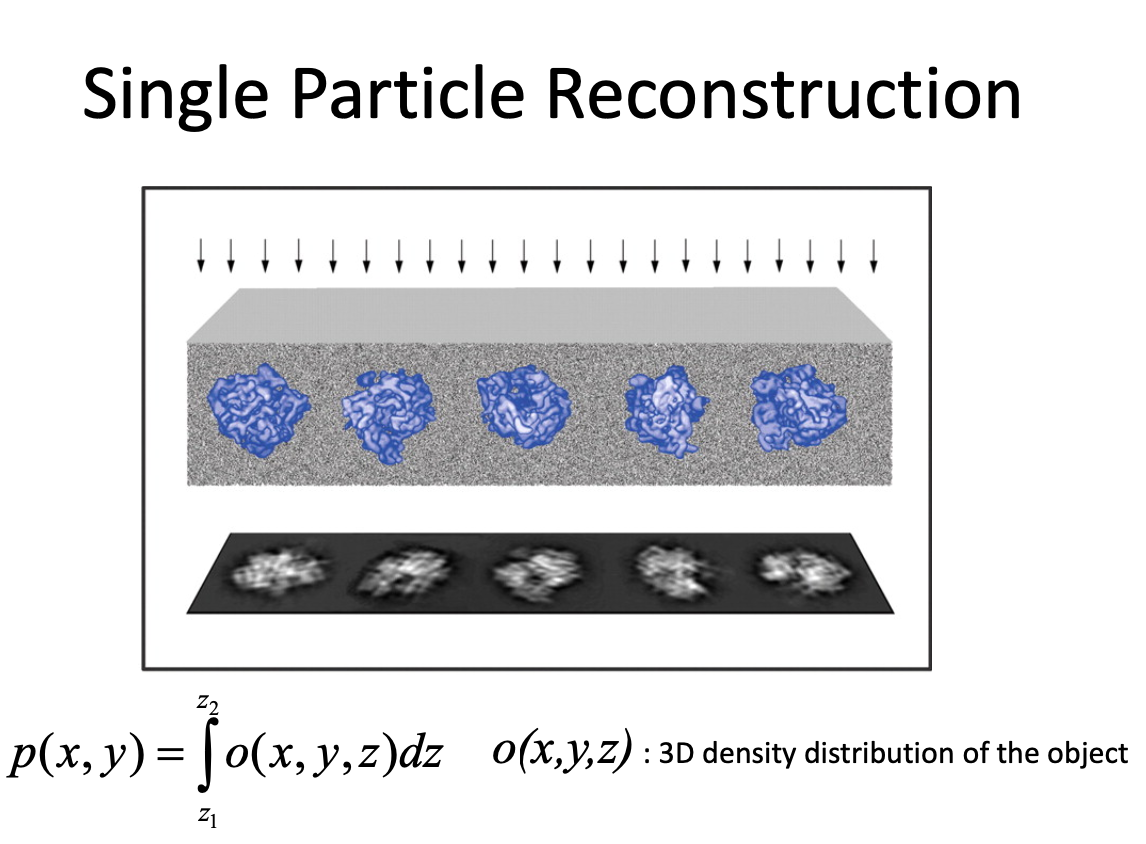 Single Particle Reconstruction
p(x, y) = ∫_{z₁}^{z₂} o(x, y, z)dz o(x,y,z) : 3D density distribution of the object